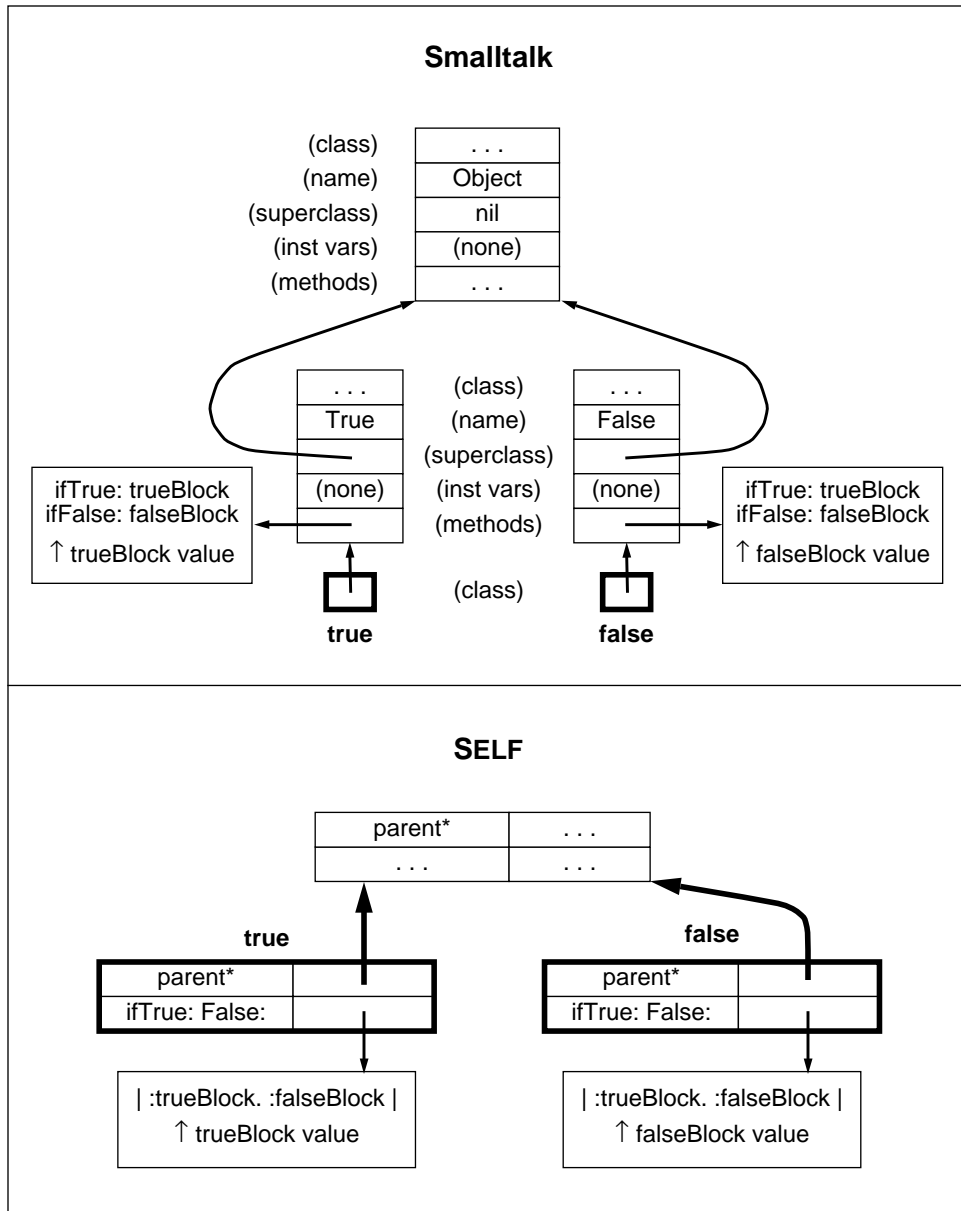 Smalltalk
(class) . . .
(name) Object
(superclass) nil
(inst vars) (none)
(methods) . . .
. . . (class) . . .
True (name) False
(superclass)
(none) (inst vars) (none)
(methods)
ifTrue: trueBlock
ifFalse: falseBlock
↑ trueBlock value
ifTrue: trueBlock
ifFalse: falseBlock
↑ falseBlock value
(class)
true false
SELF
parent* . . .
. . . . . .
true
parent*
ifTrue: False:
| :trueBlock. :falseBlock |
↑ trueBlock value
false
parent*
ifTrue: False:
| :trueBlock. :falseBlock |
↑ falseBlock value